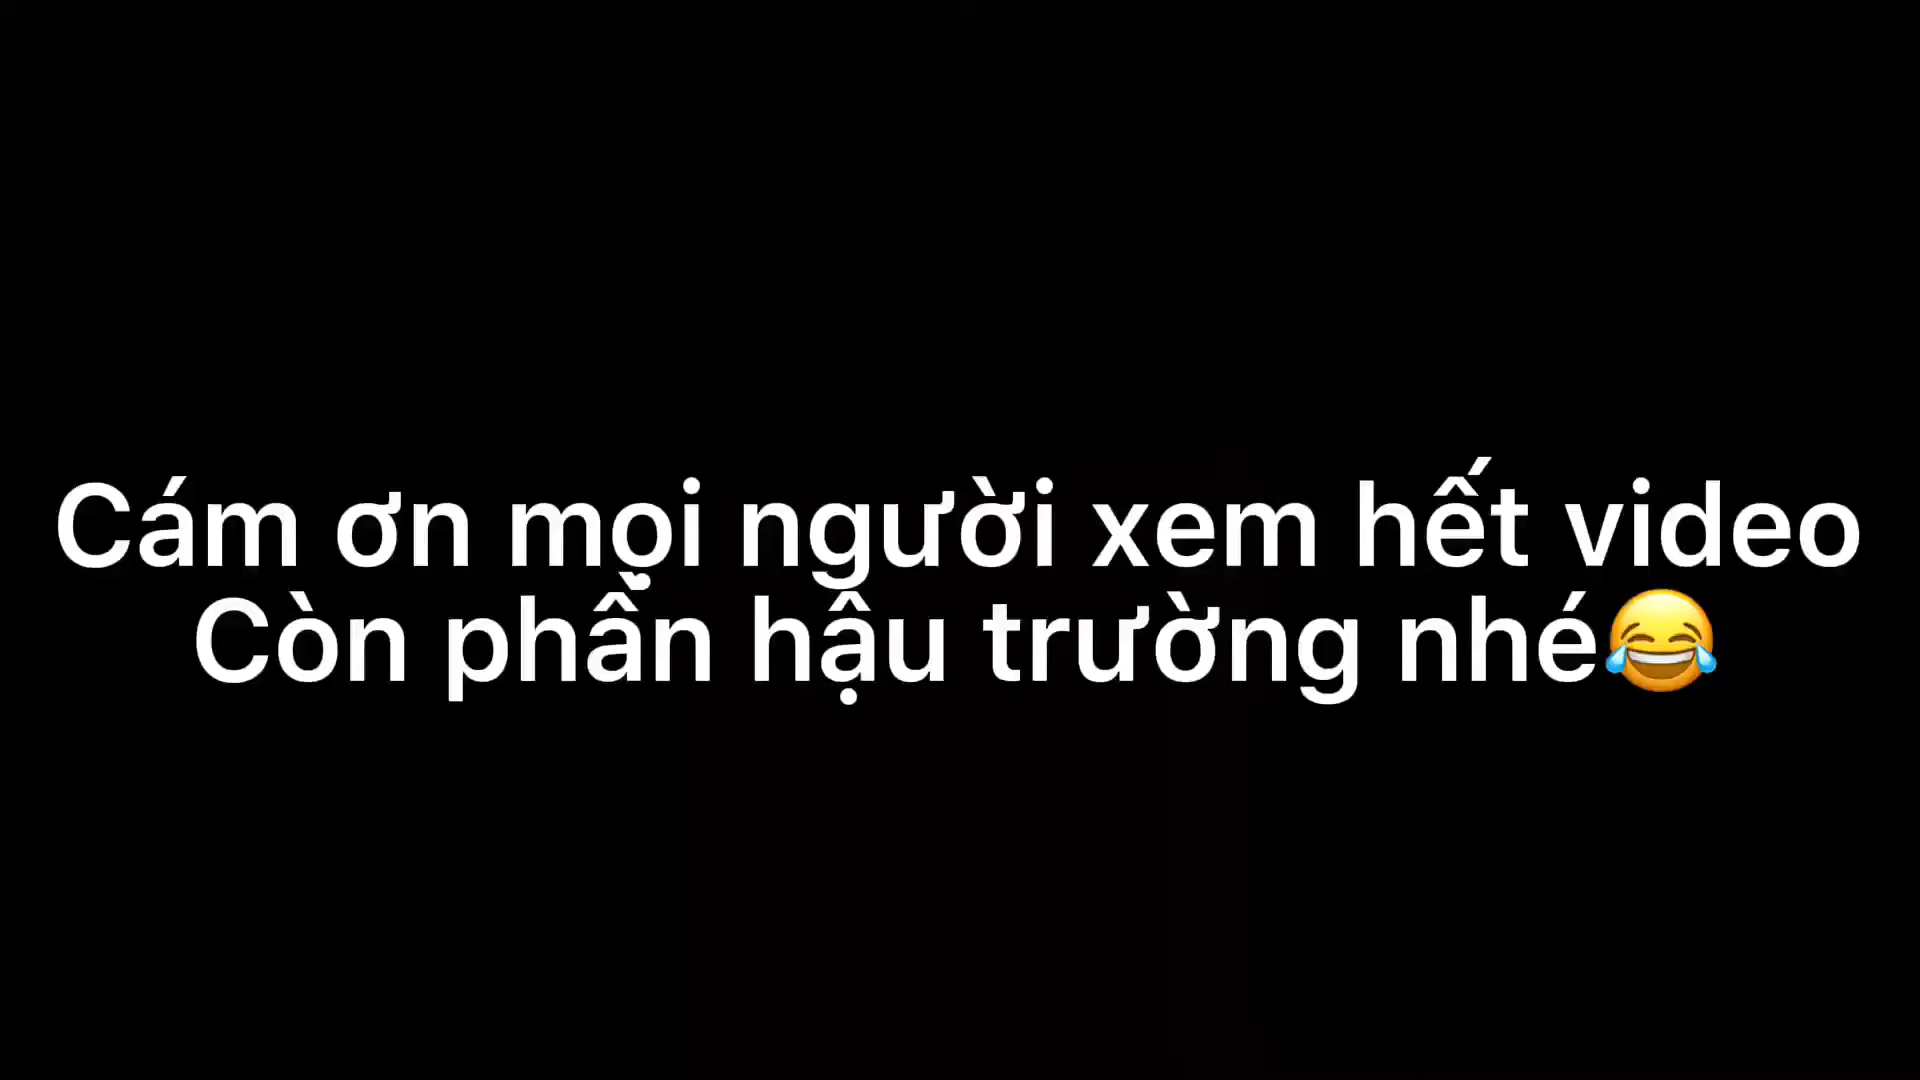 Cám ơn mọi người xem hết video
Còn phần hậu trường nhé😂